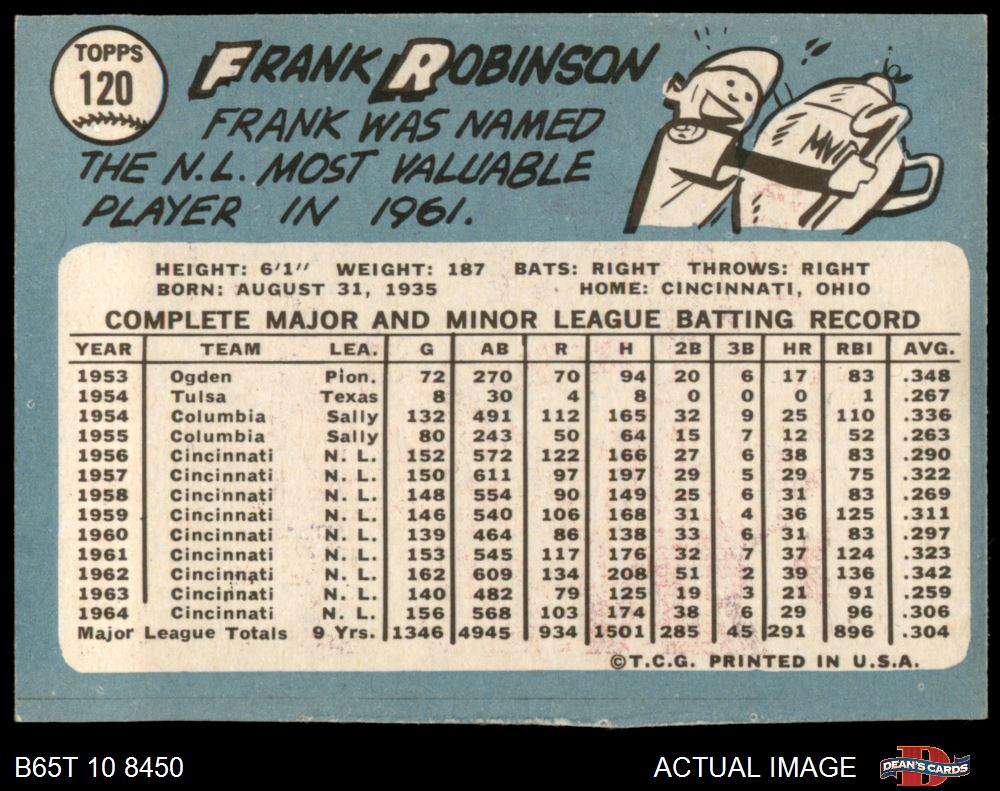 TOPPS
120
FRANK ROBINSON
FRANK WAS NAMED
THE N.L. MOST VALUABLE
PLAYER IN 1961.
MVP
HEIGHT: 6'1" WEIGHT: 187 BATS: RIGHT THROWS: RIGHT
BORN: AUGUST 31, 1935 HOME: CINCINNATI, OHIO
COMPLETE MAJOR AND MINOR LEAGUE BATTING RECORD
YEAR TEAM LEA. G AB R H 2B 3B HR RBI AVG.
1953 Ogden Pion. 72 270 70 94 20 6 17 83 .348
1954 Tulsa Texas 8 30 4 8 0 0 0 1 .267
1954 Columbia Sally 132 491 112 165 32 9 25 110 .336
1955 Columbia Sally 80 243 50 64 15 7 12 52 .263
1956 Cincinnati N. L. 152 572 122 166 27 6 38 83 .290
1957 Cincinnati N. L. 150 611 97 197 29 5 29 75 .322
1958 Cincinnati N. L. 148 554 90 149 25 6 31 83 .269
1959 Cincinnati N. L. 146 540 106 168 31 4 36 125 .311
1960 Cincinnati N. L. 139 464 86 138 33 6 31 83 .297
1961 Cincinnati N. L. 153 545 117 176 32 7 37 124 .323
1962 Cincinnati N. L. 162 609 134 208 51 2 39 136 .342
1963 Cincinnati N. L. 140 482 79 125 19 3 21 91 .259
1964 Cincinnati N. L. 156 568 103 174 38 6 29 96 .306
Major League Totals 9 Yrs. 1346 4945 934 1501 285 45 291 896 .304
©T.C.G. PRINTED IN U.S.A.
B65T 10 8450 ACTUAL IMAGE
D
DEAN'S CARDS